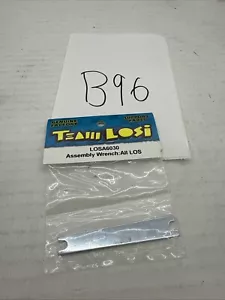 B96
TEAM LOSI
LOSA6030
Assembly Wrench:All LOS